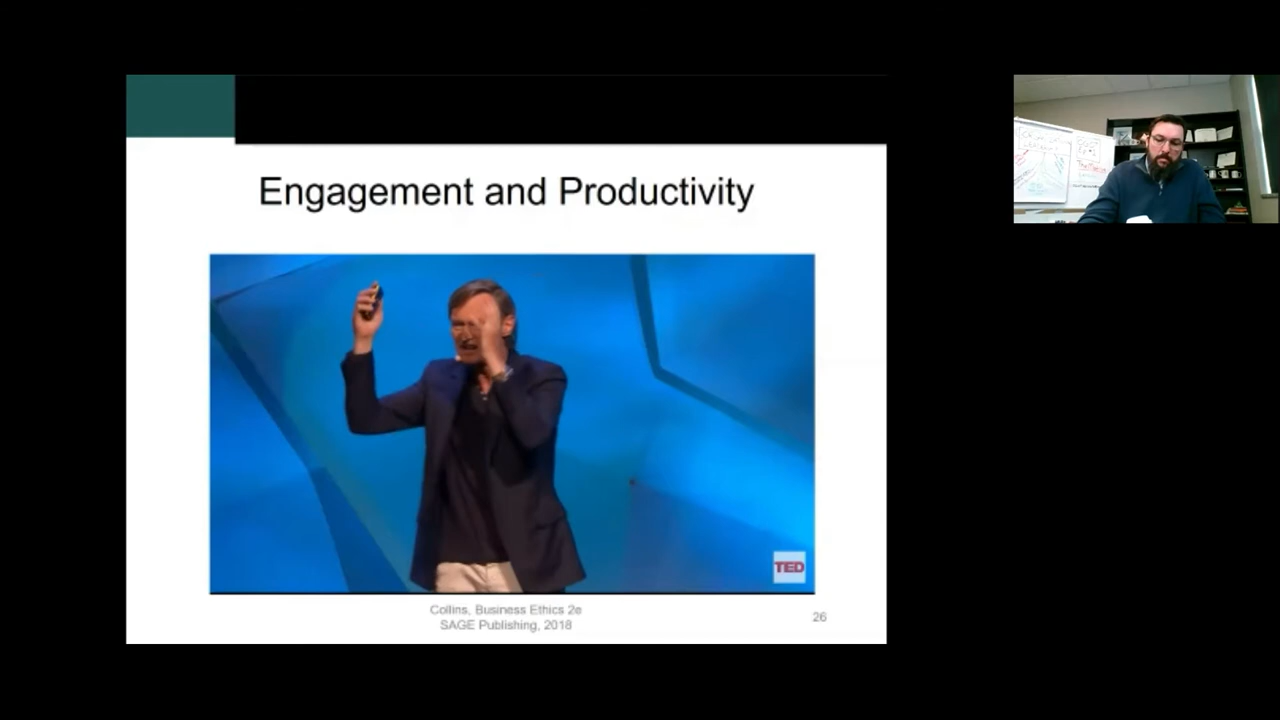 Engagement and Productivity
TED
Collins, Business Ethics 2e
SAGE Publishing, 2018
26